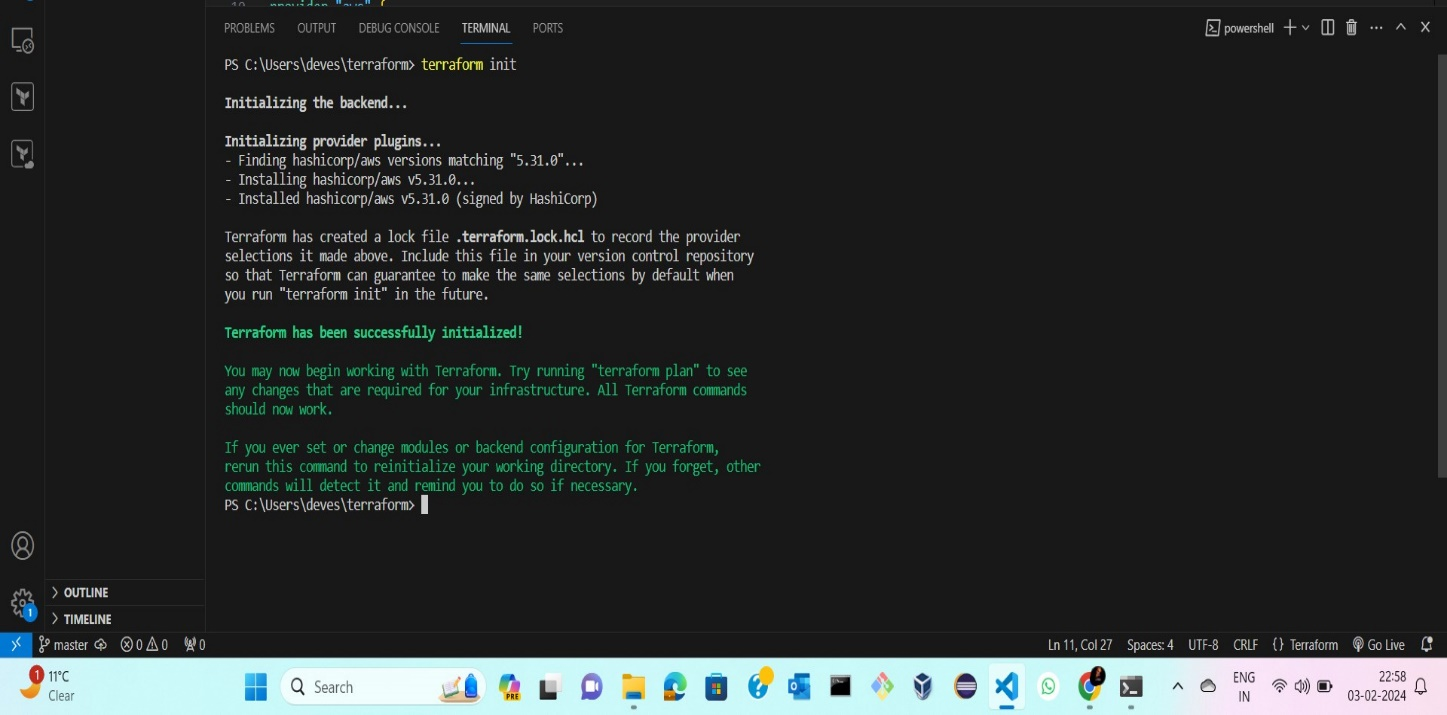 provider "aws" {
PROBLEMS OUTPUT DEBUG CONSOLE TERMINAL PORTS powershell
PS C:\Users\deves\terraform> terraform init
Initializing the backend...
Initializing provider plugins...
- Finding hashicorp/aws versions matching "5.31.0"...
- Installing hashicorp/aws v5.31.0...
- Installed hashicorp/aws v5.31.0 (signed by HashiCorp)
Terraform has created a lock file .terraform.lock.hcl to record the provider
selections it made above. Include this file in your version control repository
so that Terraform can guarantee to make the same selections by default when
you run "terraform init" in the future.
Terraform has been successfully initialized!
You may now begin working with Terraform. Try running "terraform plan" to see
any changes that are required for your infrastructure. All Terraform commands
should now work.
If you ever set or change modules or backend configuration for Terraform,
rerun this command to reinitialize your working directory. If you forget, other
commands will detect it and remind you to do so if necessary.
PS C:\Users\deves\terraform>
OUTLINE
1
TIMELINE
master 0 0 0 Ln 11, Col 27 Spaces: 4 UTF-8 CRLF {} Terraform Go Live
1 11°C Search PRE ENG 22:58
Clear IN 03-02-2024